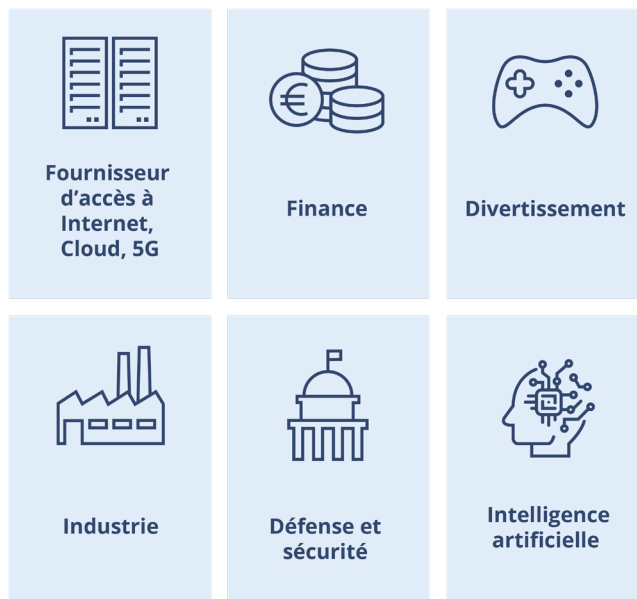 Fournisseur
d’accès à
Internet,
Cloud, 5G
Finance
Divertissement
Industrie
Défense et
sécurité
Intelligence
artificielle